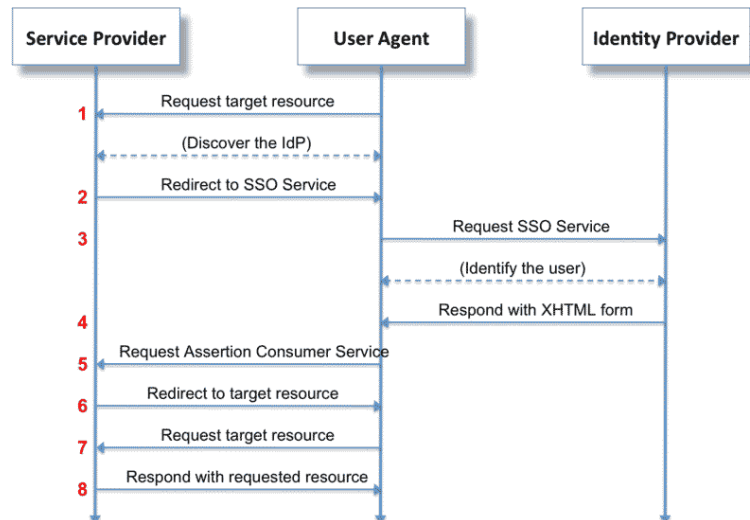 Service Provider
User Agent
Identity Provider
1
Request target resource
(Discover the IdP)
2
Redirect to SSO Service
3
Request SSO Service
(Identify the user)
4
Respond with XHTML form
5
Request Assertion Consumer Service
6
Redirect to target resource
7
Request target resource
8
Respond with requested resource